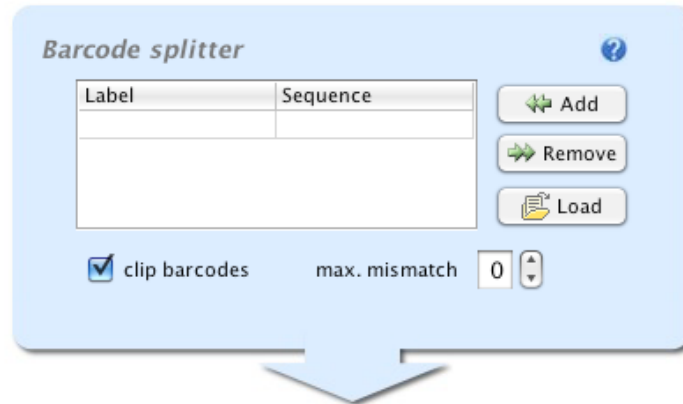 Barcode splitter ?
Label Sequence
Add
Remove
Load
clip barcodes max. mismatch 0